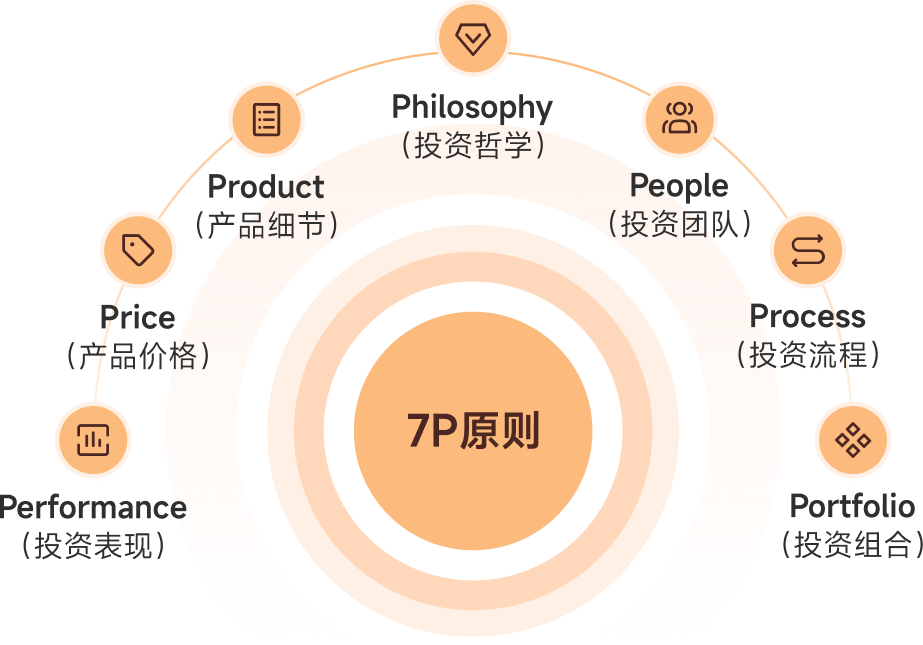 Philosophy
（投资哲学）
Product
（产品细节）
People
（投资团队）
Price
（产品价格）
Process
（投资流程）
7P原则
Performance
（投资表现）
Portfolio
（投资组合）